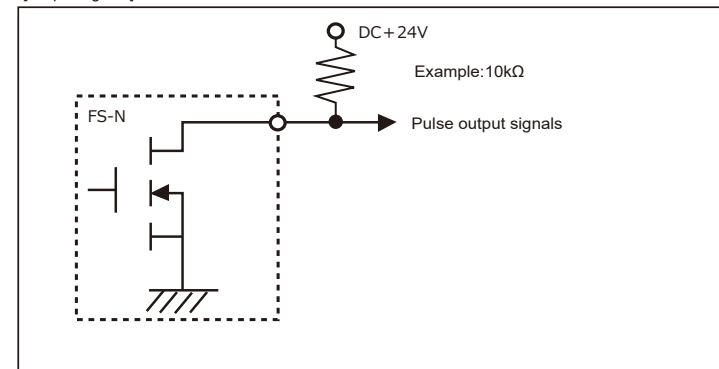 DC+24V
Example:10kΩ
FS-N
Pulse output signals